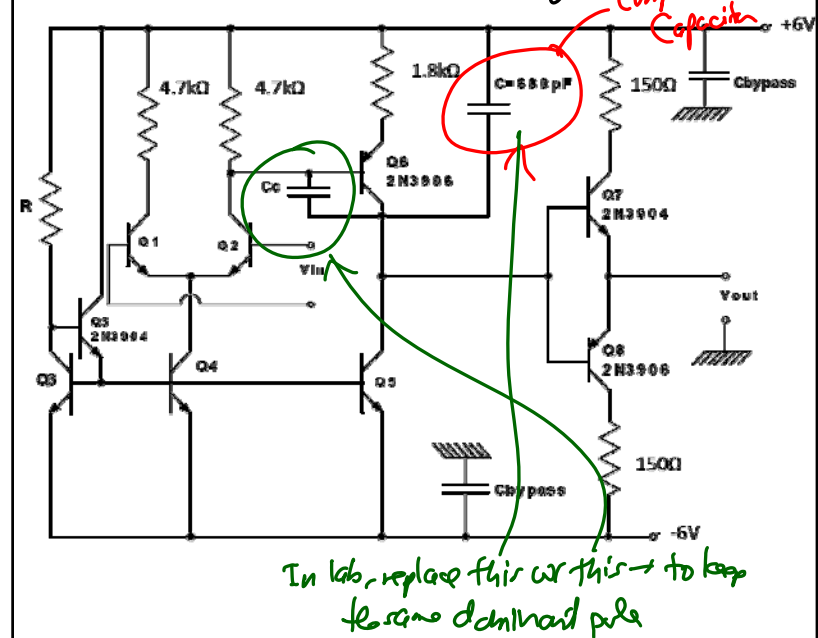 Capacitor
+6V
4.7kΩ
4.7kΩ
1.8kΩ
C=680pF
150Ω
Cbypass
R
Cc
Q6
2N3906
Q7
2N3904
Q1
Q2
Vin
Vout
2N3904
Q8
2N3906
Q3
Q4
Q5
150Ω
Cbypass
-6V
In lab, replace this w/ this → to keep
the same dominant pole